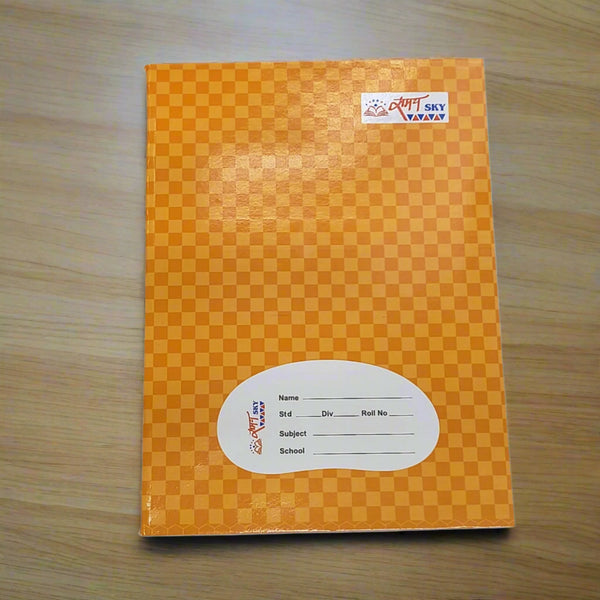 SKY
Name
Std Div Roll No
Subject
School
SKY